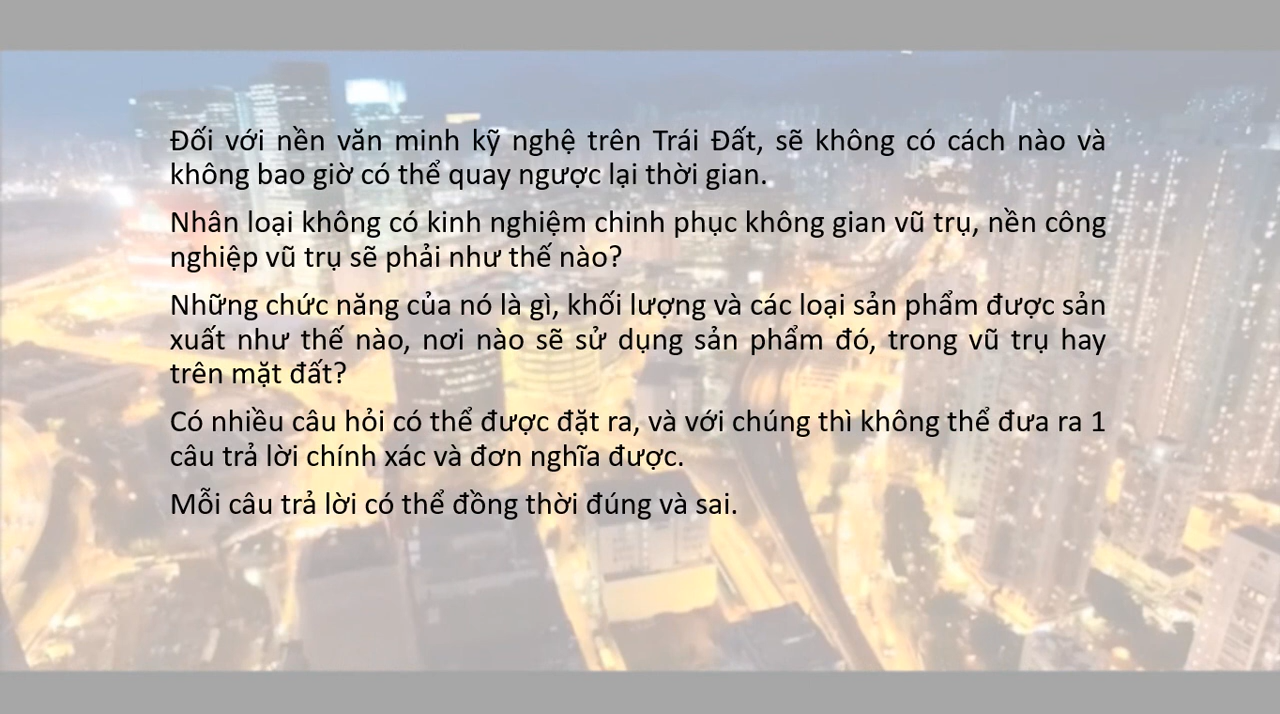 Đối với nền văn minh kỹ nghệ trên Trái Đất, sẽ không có cách nào và
không bao giờ có thể quay ngược lại thời gian.
Nhân loại không có kinh nghiệm chinh phục không gian vũ trụ, nền công
nghiệp vũ trụ sẽ phải như thế nào?
Những chức năng của nó là gì, khối lượng và các loại sản phẩm được sản
xuất như thế nào, nơi nào sẽ sử dụng sản phẩm đó, trong vũ trụ hay
trên mặt đất?
Có nhiều câu hỏi có thể được đặt ra, và với chúng thì không thể đưa ra 1
câu trả lời chính xác và đơn nghĩa được.
Mỗi câu trả lời có thể đồng thời đúng và sai.